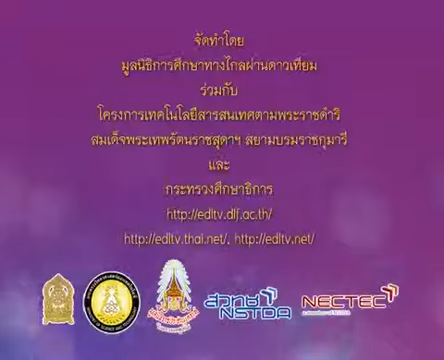 จัดทำโดย
มูลนิธิการศึกษาทางไกลผ่านดาวเทียม
ร่วมกับ
โครงการเทคโนโลยีสารสนเทศตามพระราชดำริ
สมเด็จพระเทพรัตนราชสุดาฯ สยามบรมราชกุมารี
และ
กระทรวงศึกษาธิการ
http://edltv.dlf.ac.th/
http://edltv.thai.net/, http://edltv.net/
สวทช NECTEC
NSTDA